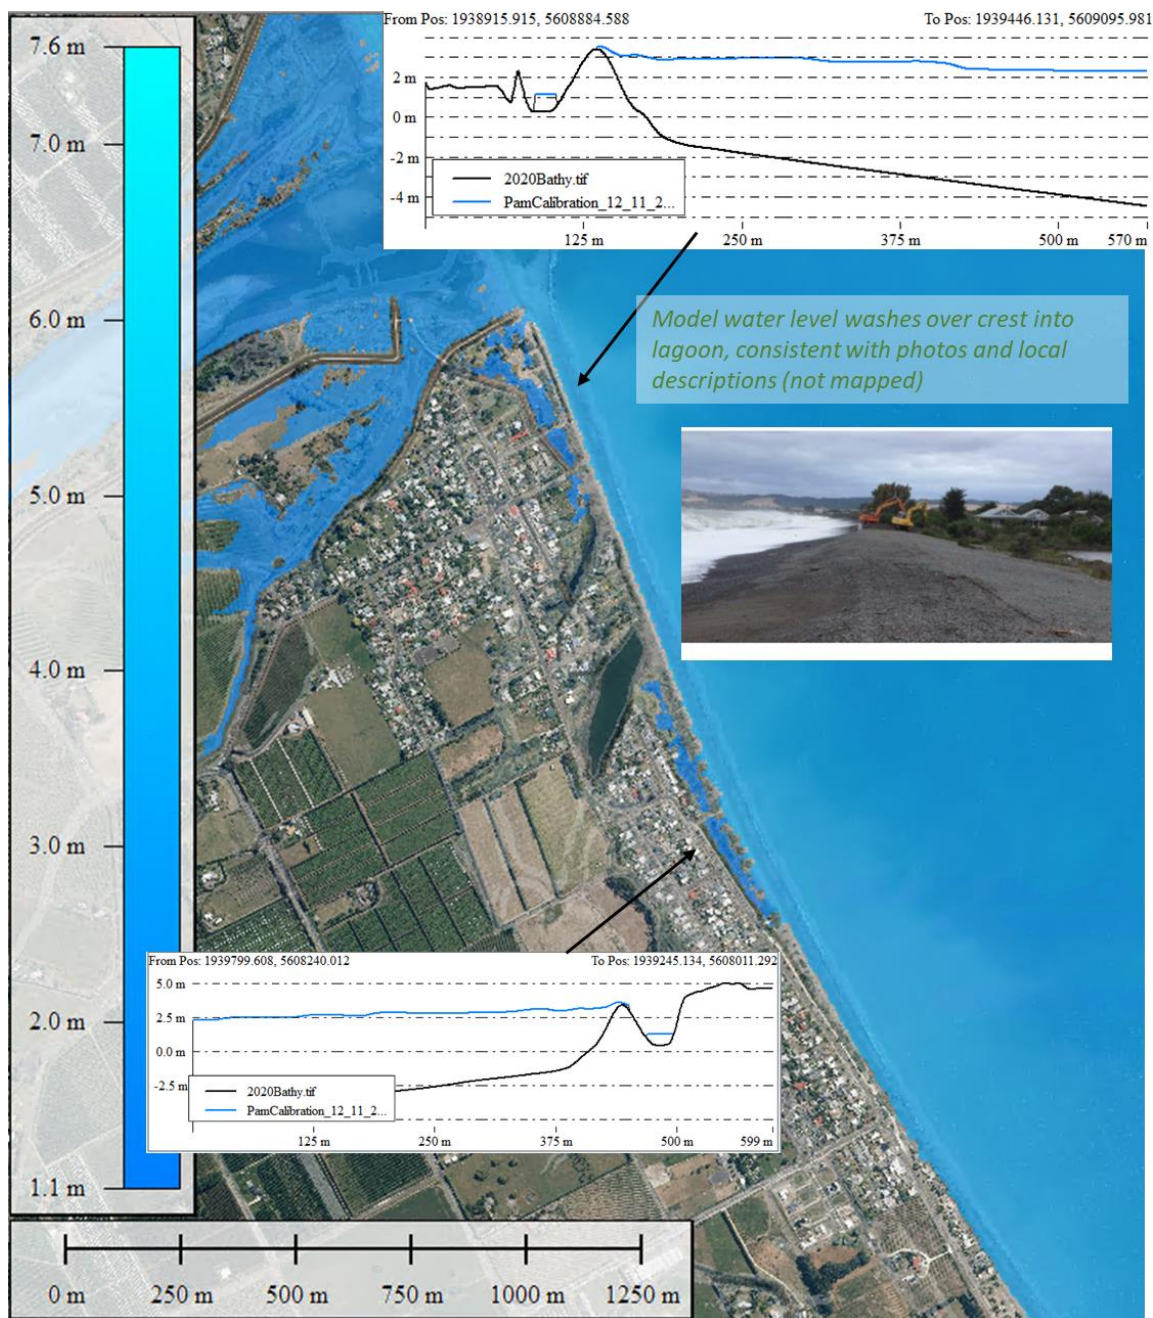 7.6 m
7.0 m
6.0 m
5.0 m
4.0 m
3.0 m
2.0 m
1.1 m
From Pos: 1938915.915, 5608884.588 To Pos: 1939446.131, 5609095.981
2 m
0 m
-2 m
-4 m
2020Bathy.tif
PamCalibration_12_11_2...
125 m 250 m 375 m 500 m 570 m
Model water level washes over crest into
lagoon, consistent with photos and local
descriptions (not mapped)
From Pos: 1939799.608, 5608240.012 To Pos: 1939245.134, 5608011.292
5.0 m
2.5 m
0.0 m
-2.5 m
2020Bathy.tif
PamCalibration_12_11_2...
125 m 250 m 375 m 500 m 599 m
0 m 250 m 500 m 750 m 1000 m 1250 m